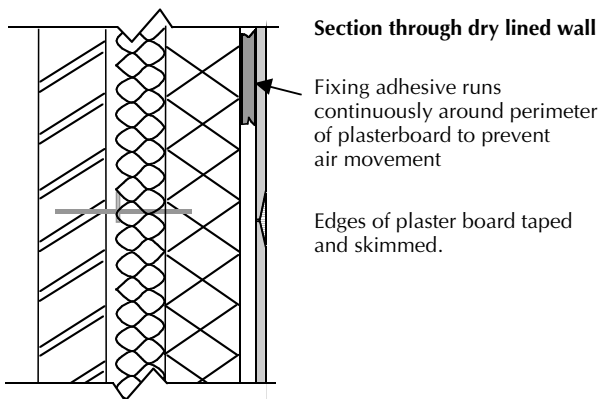 Section through dry lined wall
Fixing adhesive runs
continuously around perimeter
of plasterboard to prevent
air movement
Edges of plaster board taped
and skimmed.